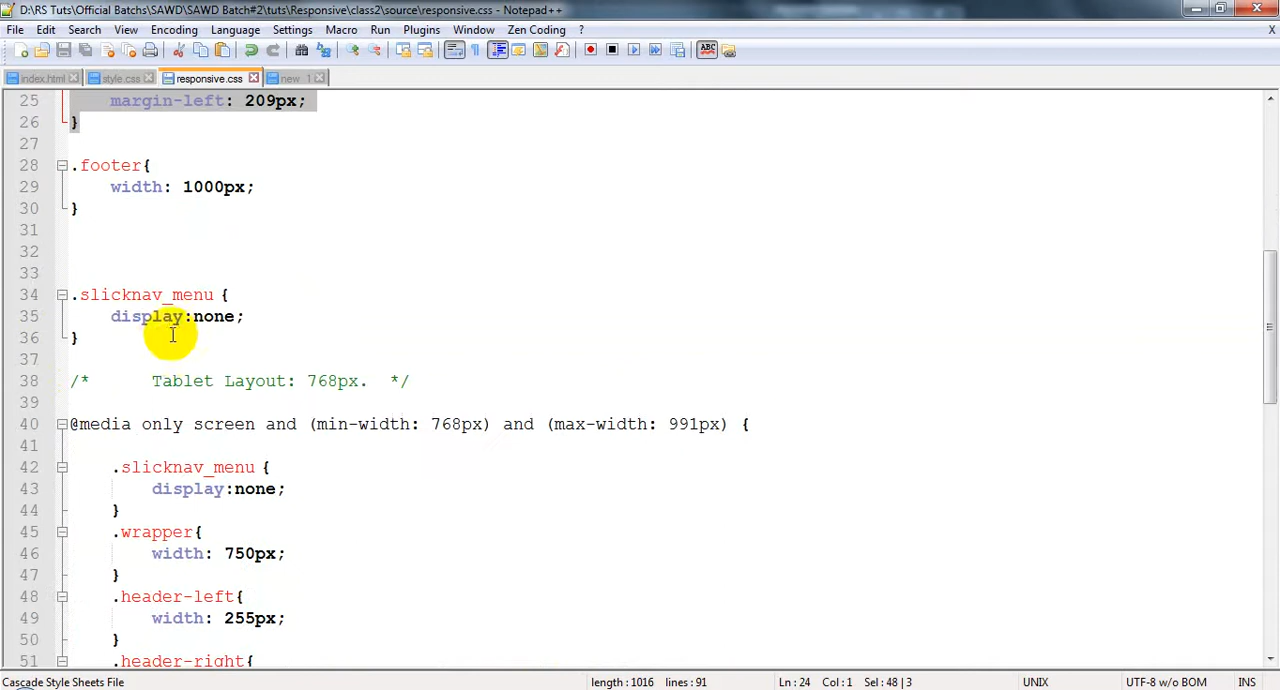 D:\RS Tuts\Official Batchs\SAWD\SAWD Batch#2\tuts\Responsive\class2\source\responsive.css - Notepad++
File Edit Search View Encoding Language Settings Macro Run Plugins Window Zen Coding ? X
index.html style.css responsive.css new 1
25 margin-left: 209px;
26 }
27
28 .footer{
29 width: 1000px;
30 }
31
32
33
34 .slicknav_menu {
35 display:none;
36 }
37
38 /* Tablet Layout: 768px. */
39
40 @media only screen and (min-width: 768px) and (max-width: 991px) {
41
42 .slicknav_menu {
43 display:none;
44 }
45 .wrapper{
46 width: 750px;
47 }
48 .header-left{
49 width: 255px;
50 }
51 .header-right{
Cascade Style Sheets File length : 1016 lines : 91 Ln : 24 Col : 1 Sel : 48 | 3 UNIX UTF-8 w/o BOM INS